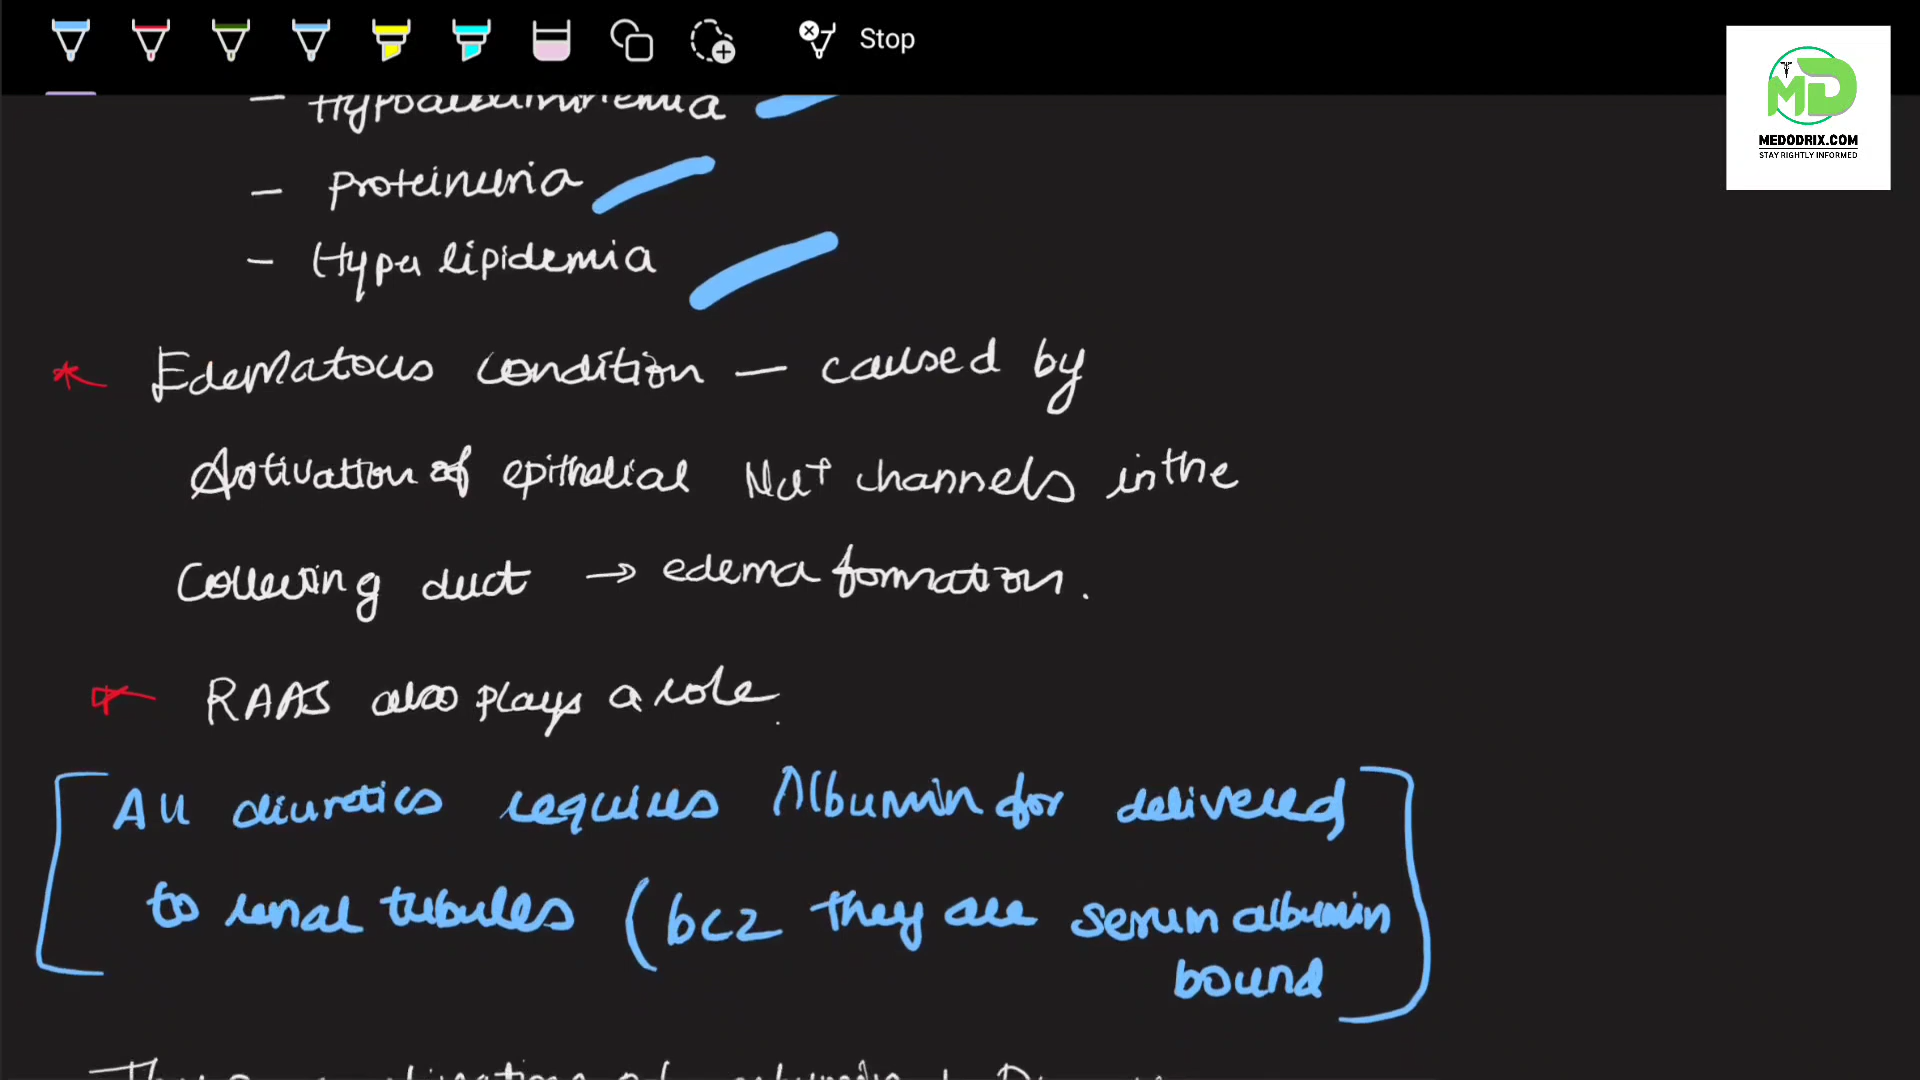 Stop
MEDODRIX.COM
STAY RIGHTLY INFORMED
- Hypoalbuminemia
- Proteinuria
- Hyper lipidemia
* Edematous condition - caused by
Activation of epithelial Na+ channels in the
Collecting duct → edema formation.
* RAAS also plays a role.
[All diuretics requires Albumin for delivered
to renal tubules (bcz they are serum albumin
bound]